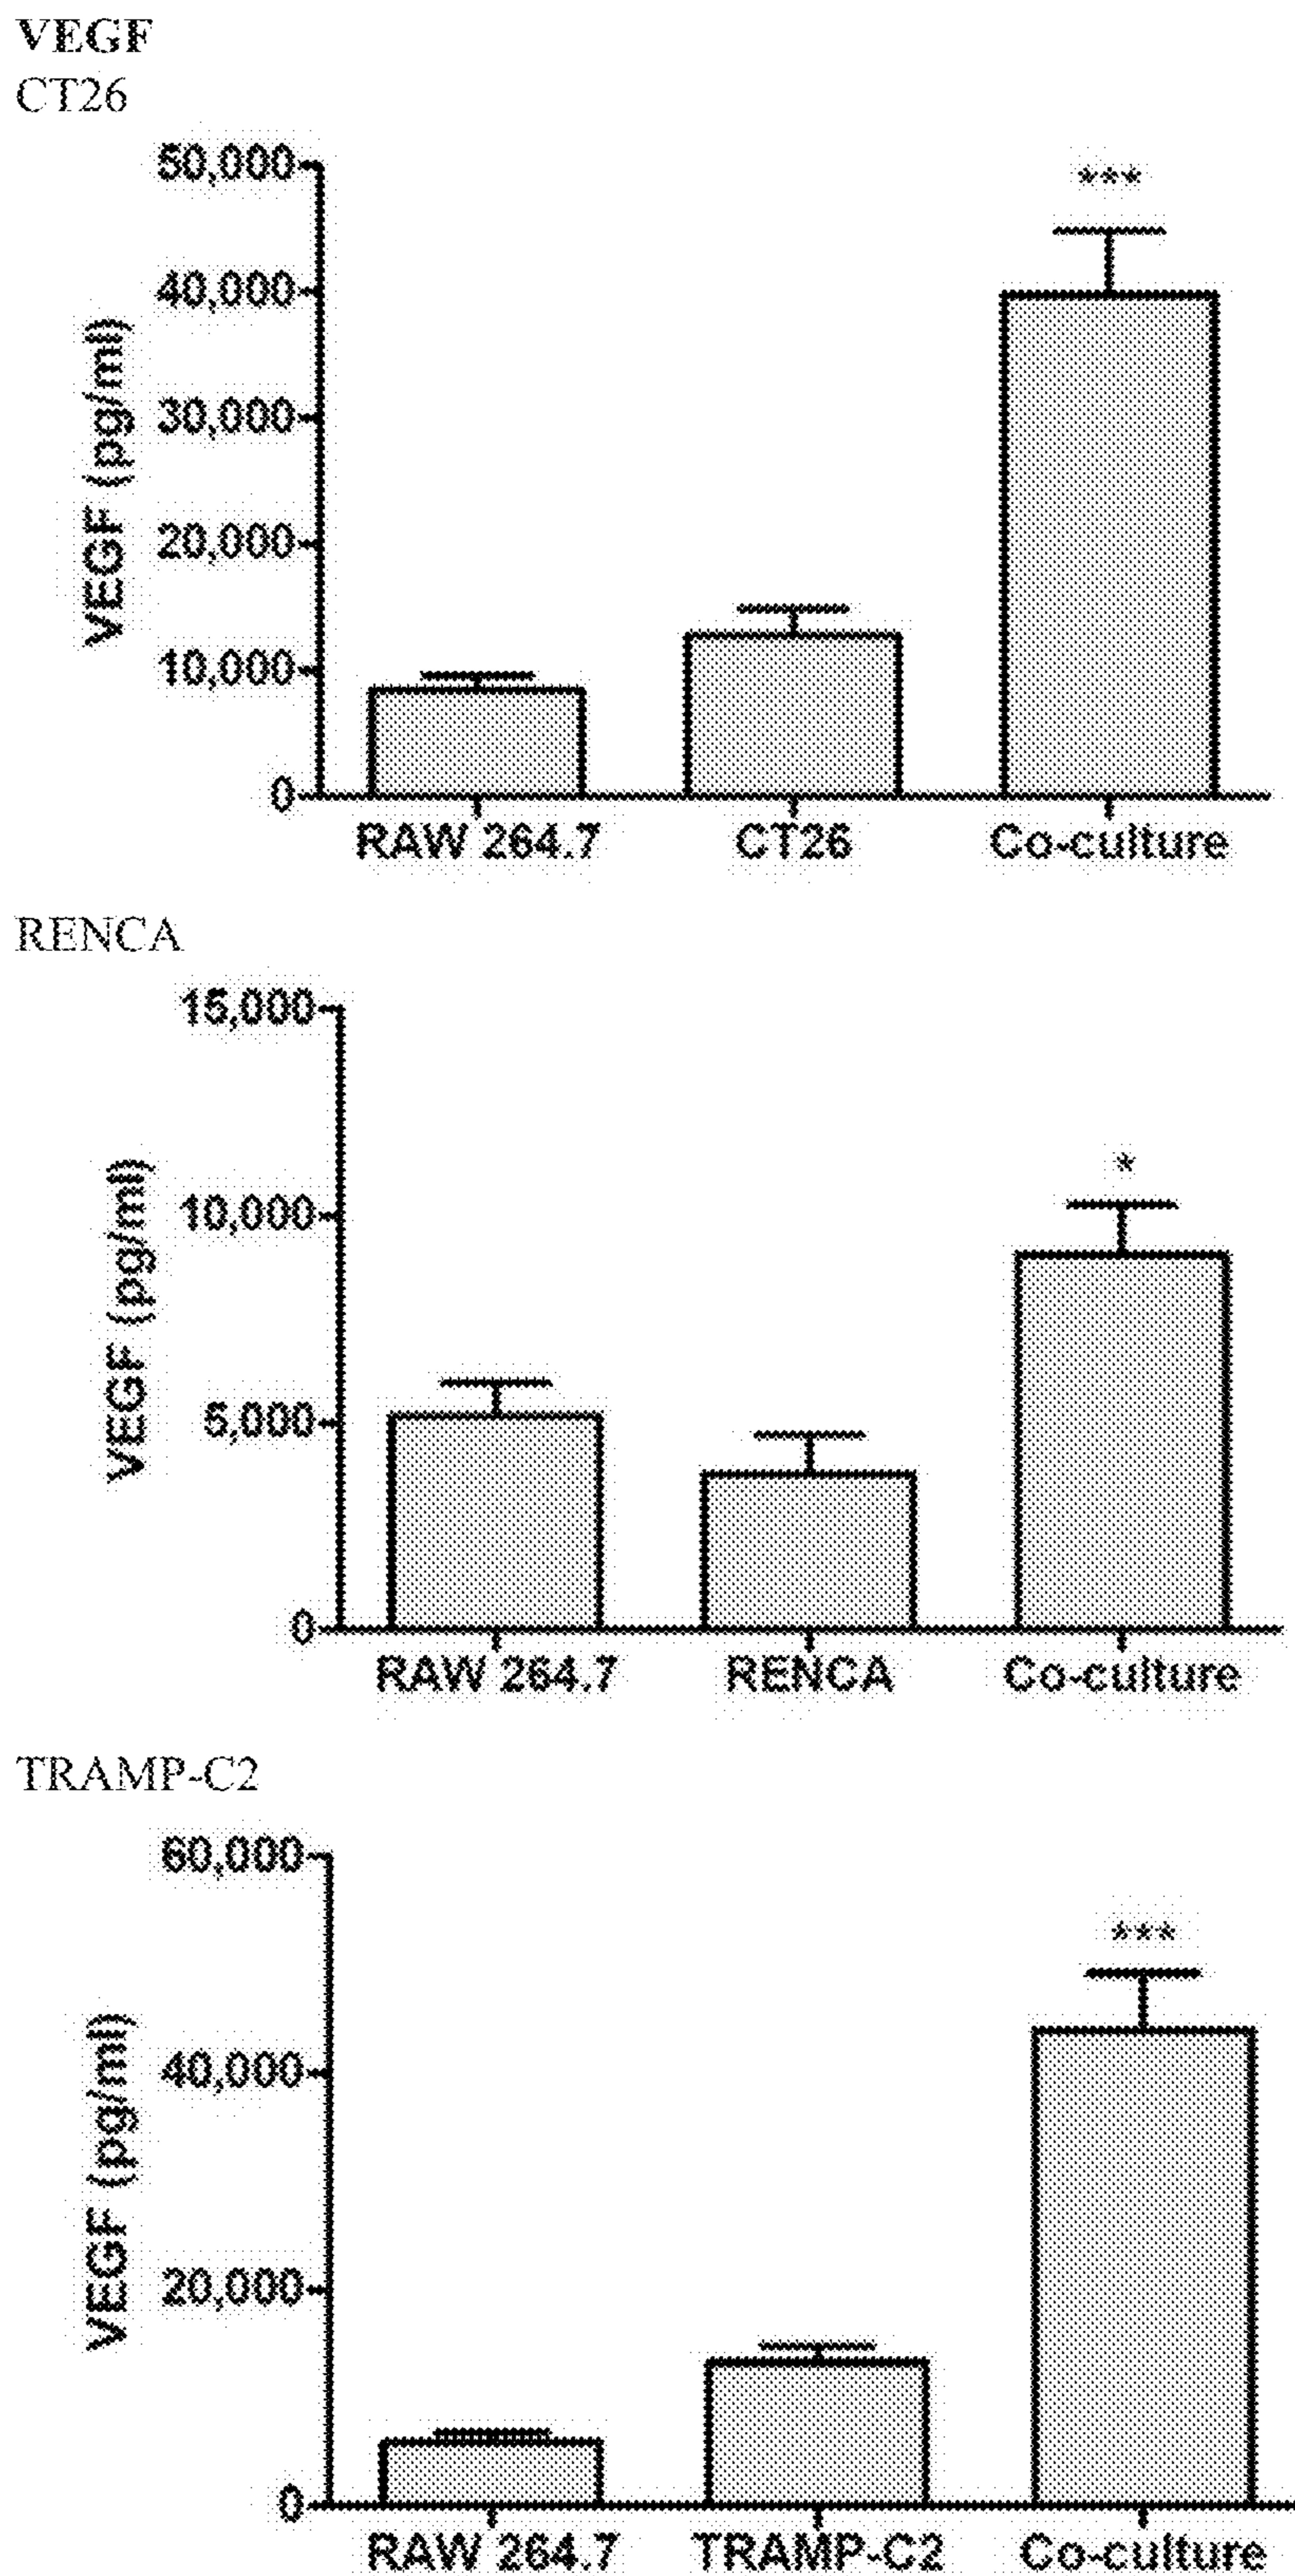 VEGF
CT26
50,000
***
40,000
30,000
20,000
10,000
0
VEGF (pg/ml)
RAW 264.7 CT26 Co-culture
RENCA
15,000
*
10,000
5,000
0
VEGF (pg/ml)
RAW 264.7 RENCA Co-culture
TRAMP-C2
60,000
***
40,000
20,000
0
VEGF (pg/ml)
RAW 264.7 TRAMP-C2 Co-culture